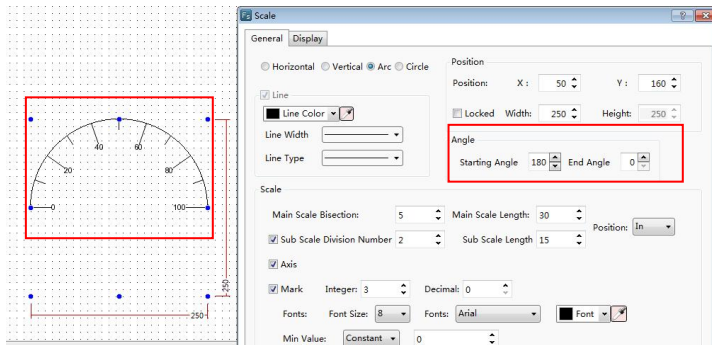 Scale
General Display
Horizontal Vertical Arc Circle
Position
Position: X : 50 Y : 160
Line
Line Color
Locked Width: 250 Height: 250
Line Width
Angle
Line Type
Starting Angle 180 End Angle 0
40 60
20 80
0 100
Scale
Main Scale Bisection: 5 Main Scale Length: 30
Position: In
Sub Scale Division Number 2 Sub Scale Length 15
Axis
Mark Integer: 3 Decimal: 0
250
Fonts: Font Size: 8 Fonts: Arial Font
250
Min Value: Constant 0